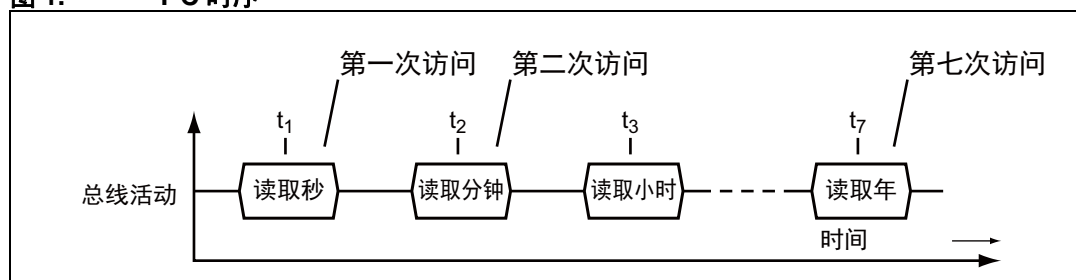 第一次访问 第二次访问 第七次访问
t1 t2 t3 t7
总线活动 读取秒 读取分钟 读取小时 读取年
时间